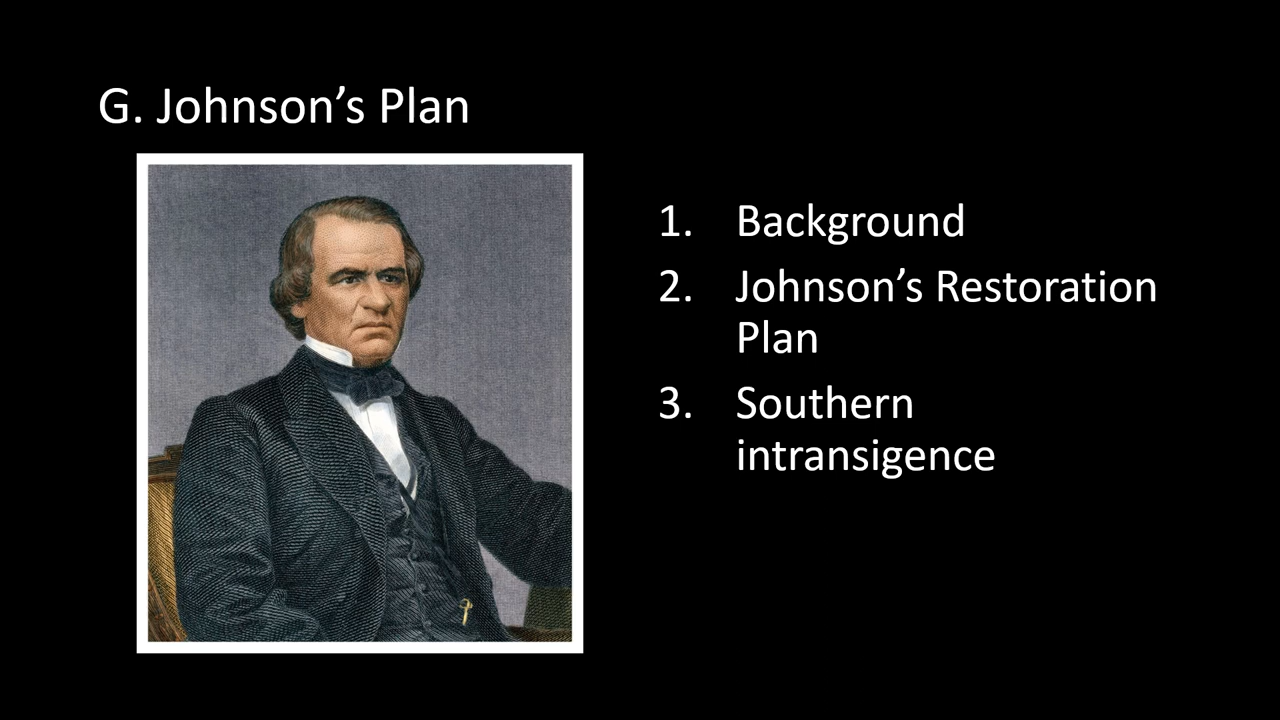 G. Johnson’s Plan
1. Background
2. Johnson’s Restoration
Plan
3. Southern
intransigence